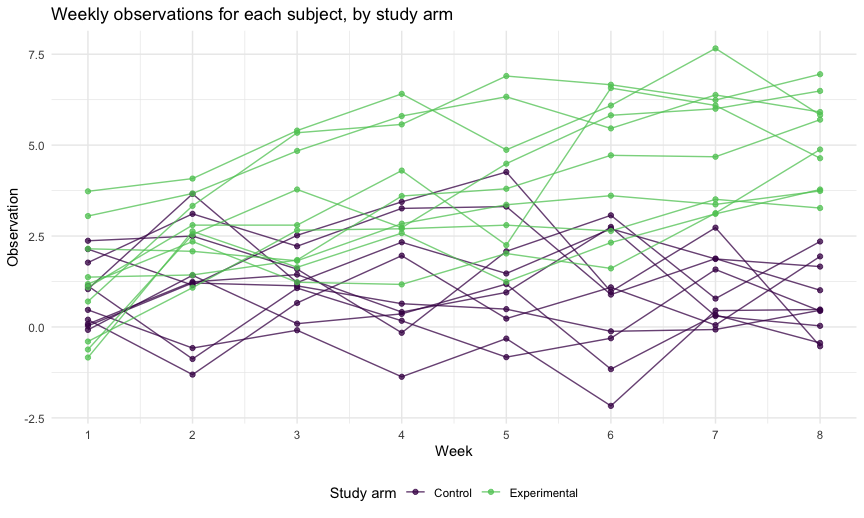 Weekly observations for each subject, by study arm
7.5
5.0
2.5
0.0
-2.5
Observation
1 2 3 4 5 6 7 8
Week
Study arm Control Experimental